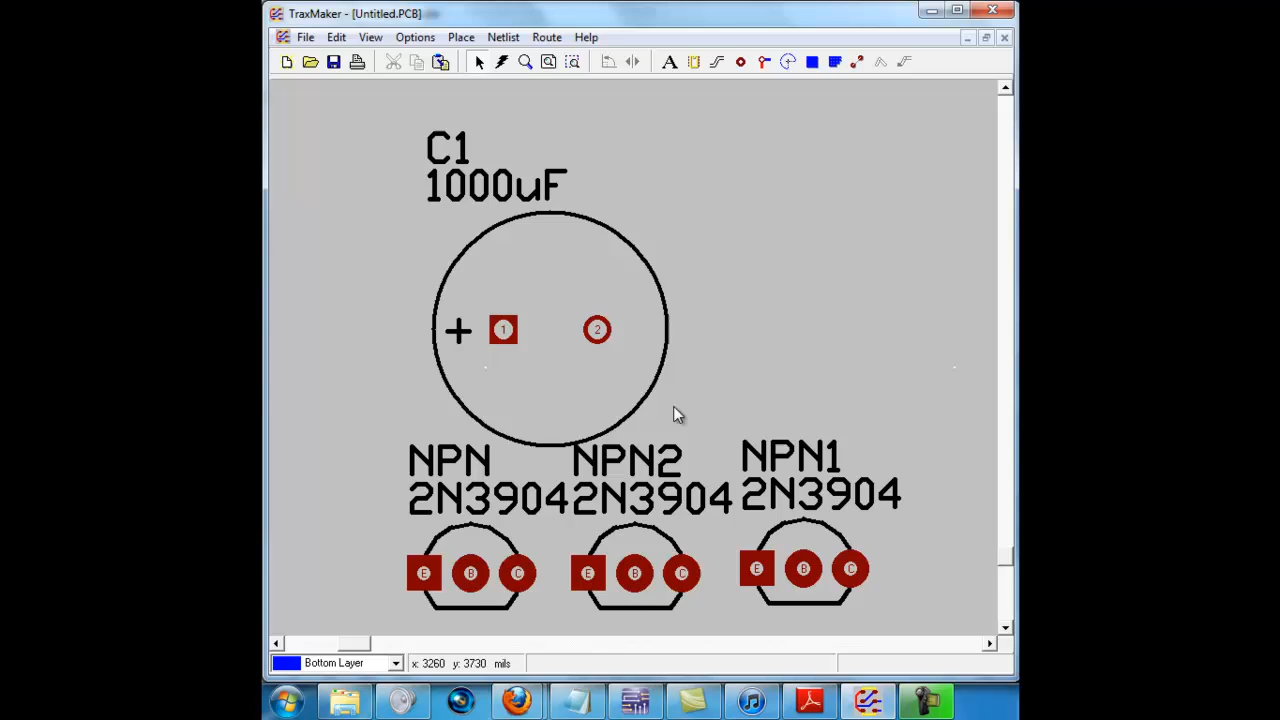 TraxMaker - [Untitled.PCB]
File Edit View Options Place Netlist Route Help
A
C1
1000uF
+ 1 2
NPN NPN2 NPN1
2N3904 2N3904 2N3904
E B C E B C E B C
Bottom Layer x: 3260 y: 3730 mils